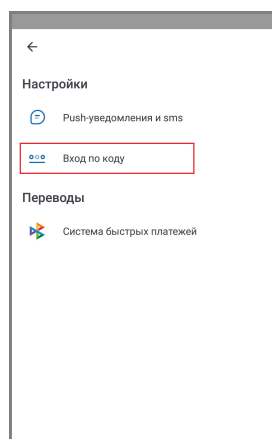 Настройки
Push-уведомления и sms
Вход по коду
Переводы
Система быстрых платежей